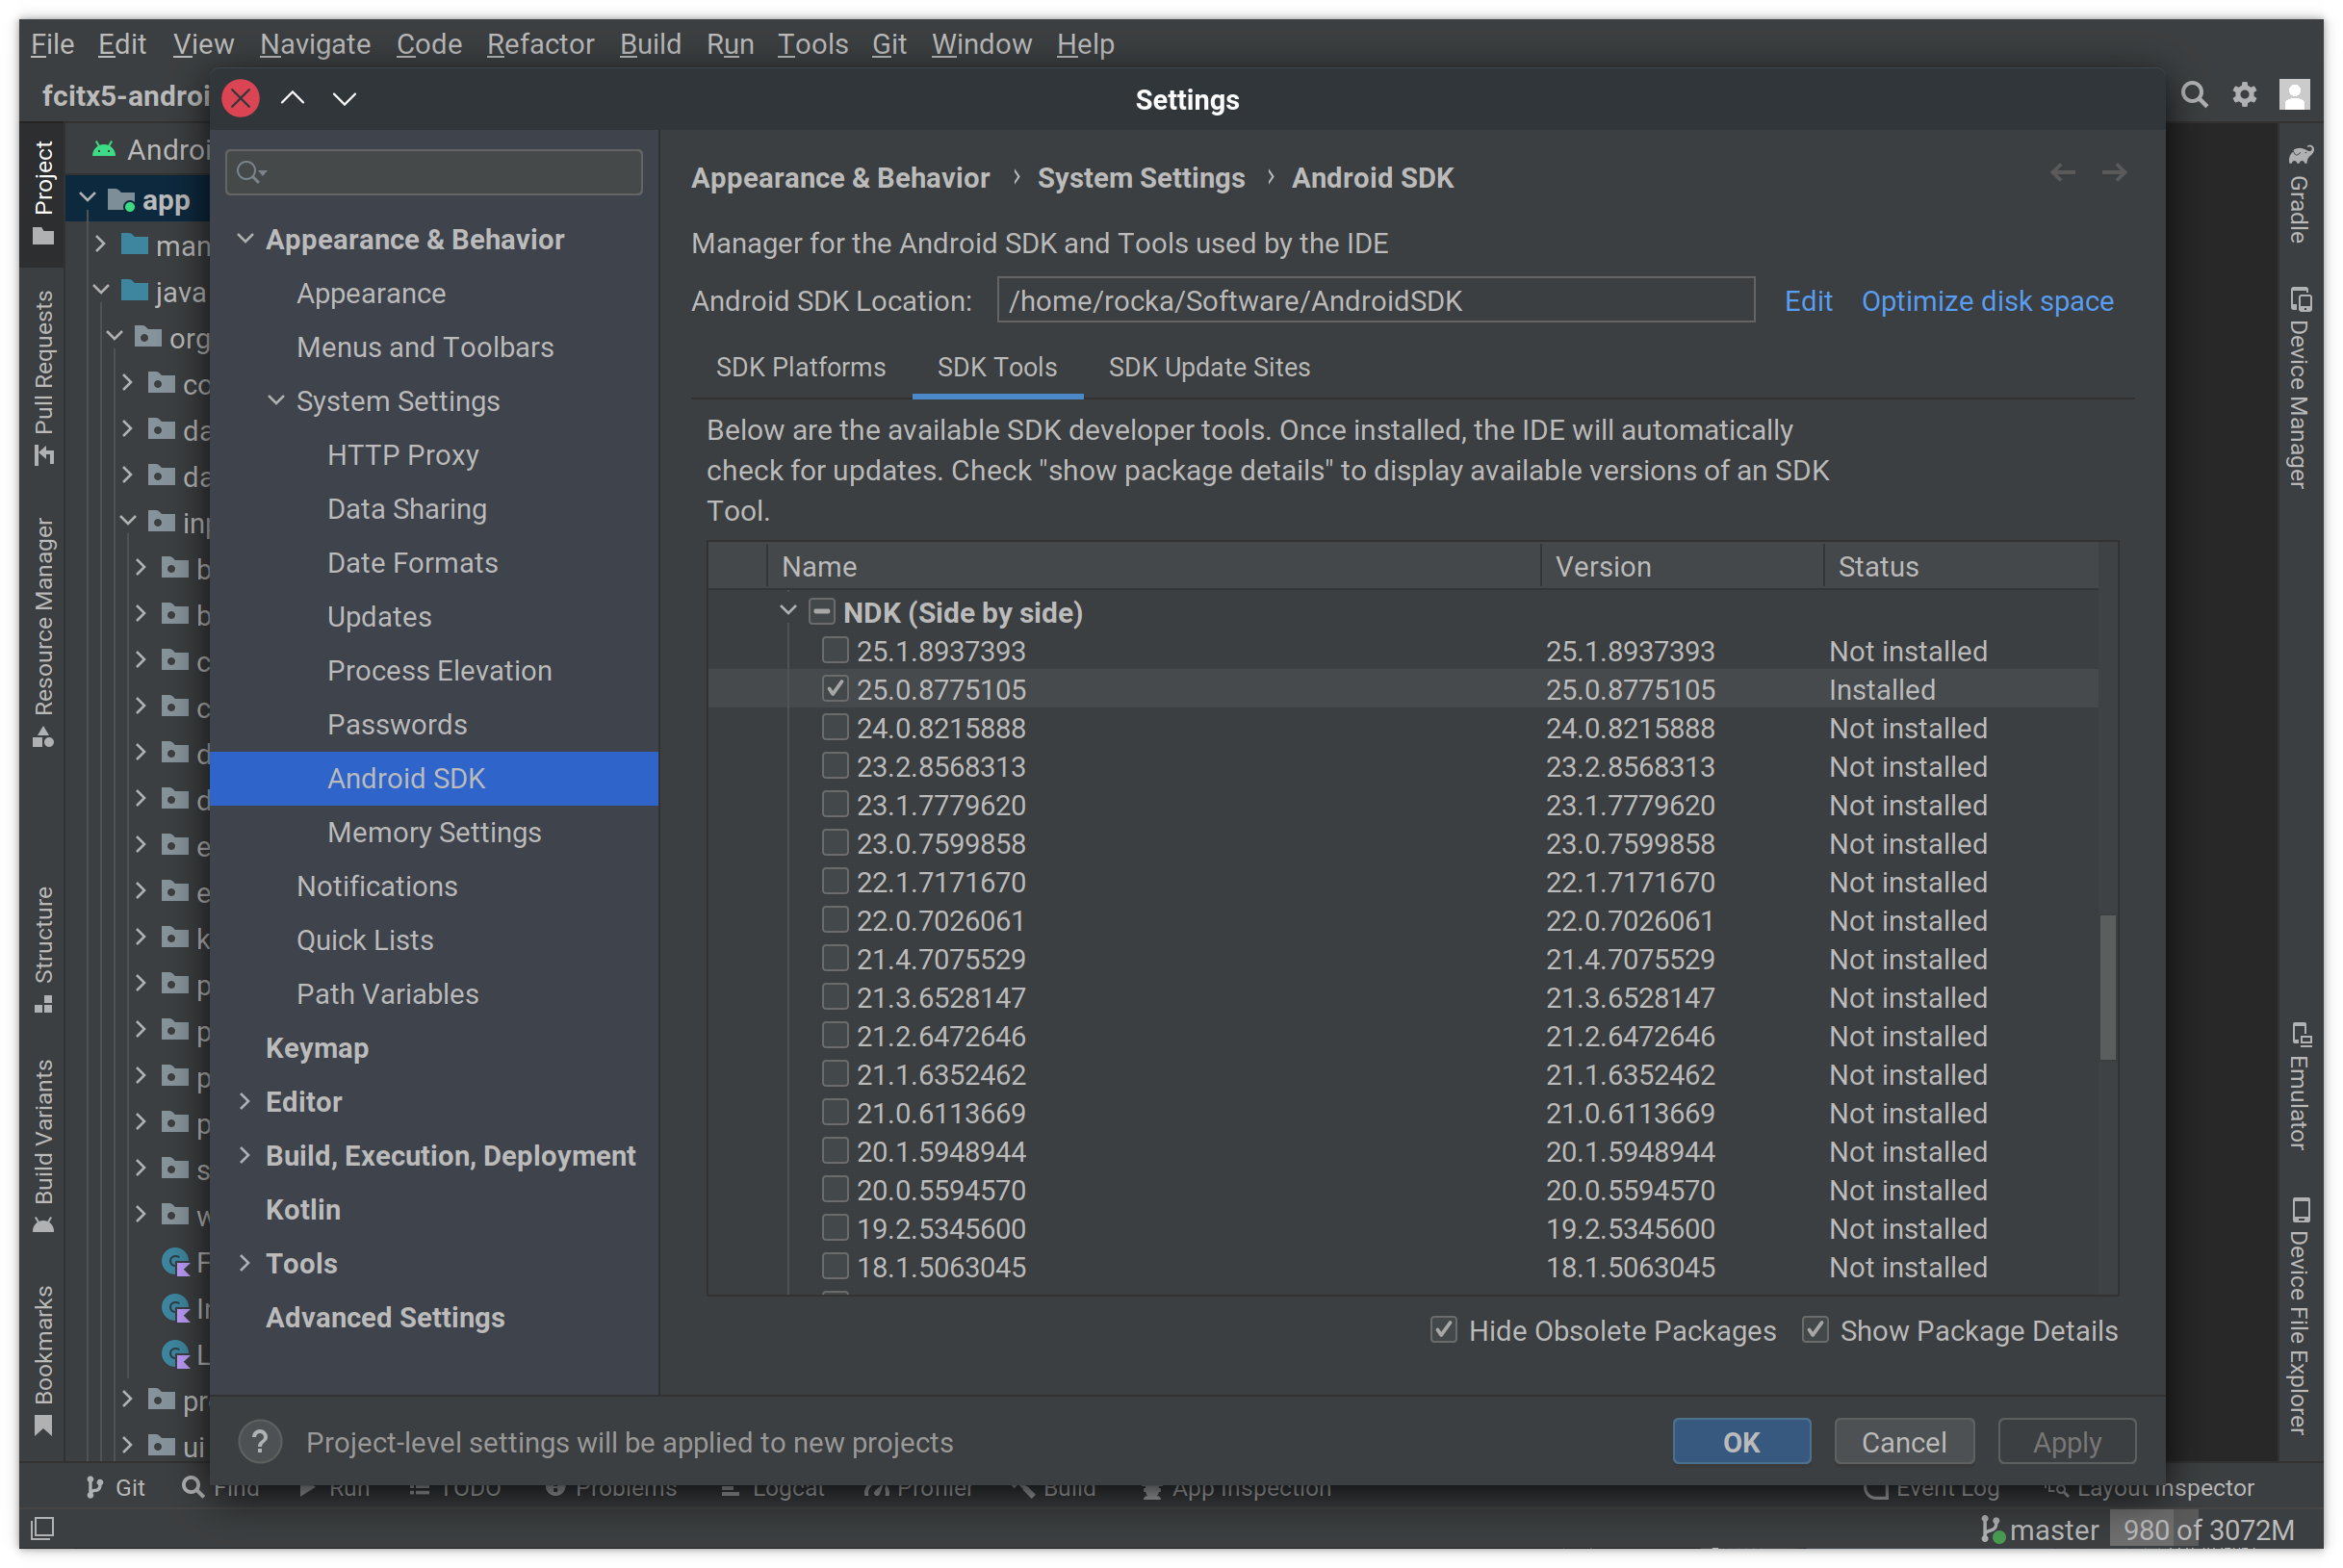 File Edit View Navigate Code Refactor Build Run Tools Git Window Help
fcitx5-androi
Settings
Project
Pull Requests
Resource Manager
Structure
Build Variants
Bookmarks
Androi
app
man
java
org
co
da
da
inp
b
b
c
c
d
d
e
e
k
p
p
p
p
s
w
F
In
L
pr
ui
Appearance & Behavior
Appearance
Menus and Toolbars
System Settings
HTTP Proxy
Data Sharing
Date Formats
Updates
Process Elevation
Passwords
Android SDK
Memory Settings
Notifications
Quick Lists
Path Variables
Keymap
Editor
Build, Execution, Deployment
Kotlin
Tools
Advanced Settings
Appearance & Behavior › System Settings › Android SDK
Manager for the Android SDK and Tools used by the IDE
Android SDK Location: /home/rocka/Software/AndroidSDK Edit Optimize disk space
SDK Platforms SDK Tools SDK Update Sites
Below are the available SDK developer tools. Once installed, the IDE will automatically
check for updates. Check "show package details" to display available versions of an SDK
Tool.
Name Version Status
NDK (Side by side)
25.1.8937393 25.1.8937393 Not installed
25.0.8775105 25.0.8775105 Installed
24.0.8215888 24.0.8215888 Not installed
23.2.8568313 23.2.8568313 Not installed
23.1.7779620 23.1.7779620 Not installed
23.0.7599858 23.0.7599858 Not installed
22.1.7171670 22.1.7171670 Not installed
22.0.7026061 22.0.7026061 Not installed
21.4.7075529 21.4.7075529 Not installed
21.3.6528147 21.3.6528147 Not installed
21.2.6472646 21.2.6472646 Not installed
21.1.6352462 21.1.6352462 Not installed
21.0.6113669 21.0.6113669 Not installed
20.1.5948944 20.1.5948944 Not installed
20.0.5594570 20.0.5594570 Not installed
19.2.5345600 19.2.5345600 Not installed
18.1.5063045 18.1.5063045 Not installed
Hide Obsolete Packages Show Package Details
? Project-level settings will be applied to new projects OK Cancel Apply
Gradle
Device Manager
Emulator
Device File Explorer
Git Find Run TODO Problems Logcat Profiler Build App Inspection Event Log Layout Inspector
master 980 of 3072M